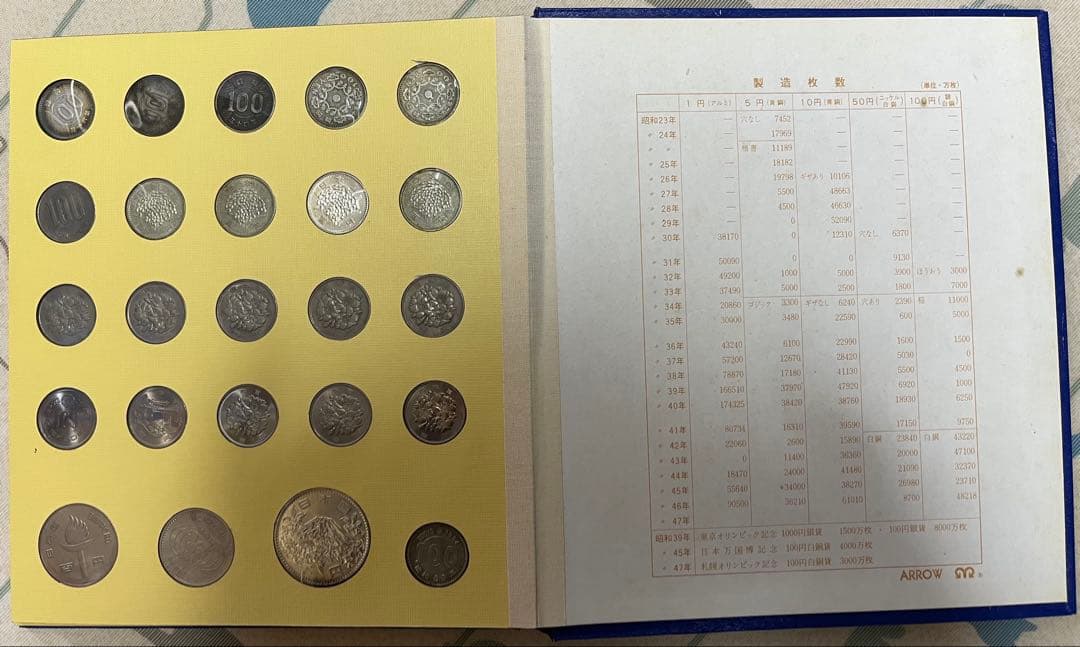 100
100
100
製造枚数
(単位・万枚)
1円(アルミ) 5円(黄銅) 10円(青銅) 50円(ニッケル白銅) 100円(銀白銅)
昭和23年 — 穴なし 7452 — — —
〃 24年 — 17969 — — —
〃 〃 — 楷書 11189 — — —
〃 25年 — 18182 — — —
〃 26年 — 19798 ギザあり 10106 — —
〃 27年 — 5500 48663 — —
〃 28年 — 4500 46630 — —
〃 29年 — 0 52090 — —
〃 30年 38170 0 12310 穴なし 6370 —
〃 31年 50090 0 0 9130 —
〃 32年 49200 1000 5000 3900 ほうおう 3000
〃 33年 37490 5000 2500 1800 7000
〃 34年 20860 ゴジック 3300 ギザなし 6240 穴あり 2390 稲 11000
〃 35年 30000 3480 22590 600 5000
〃 36年 43240 6100 22990 1600 1500
〃 37年 57200 12670 28420 5030 0
〃 38年 78870 17180 41130 5500 4500
〃 39年 166510 37970 47920 6920 1000
〃 40年 174325 38420 38760 18930 6250
〃 41年 80734 16310 39590 17150 9750
〃 42年 22060 2600 15890 白銅 23840 白銅 43220
〃 43年 0 11400 36360 20000 47100
〃 44年 18470 24000 41480 21090 32370
〃 45年 55640 *34000 38270 26980 23710
〃 46年 90500 36210 61010 8700 48218
〃 47年
昭和39年 東京オリンピック記念 1000円銀貨 1500万枚 ・ 100円銀貨 8000万枚
〃 45年 日本万国博記念 100円白銅貨 4000万枚
〃 47年 札幌オリンピック記念 100円白銅貨 3000万枚
ARROW ®